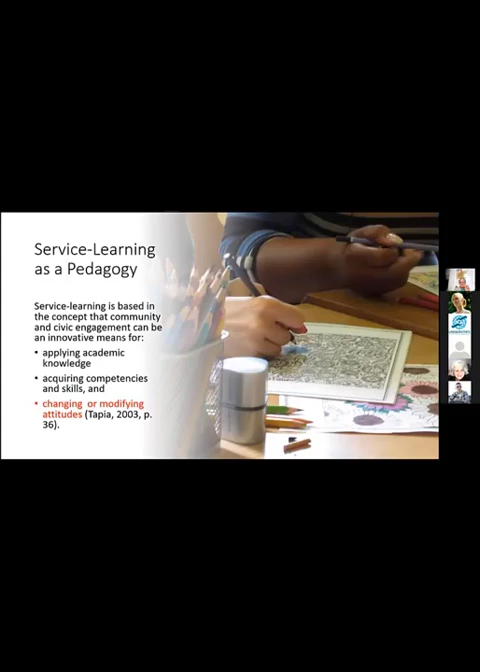 Service-Learning
as a Pedagogy
Service-learning is based in
the concept that community
and civic engagement can be
an innovative means for:
• applying academic
knowledge
• acquiring competencies
and skills, and
• changing or modifying
attitudes (Tapia, 2003, p.
36).